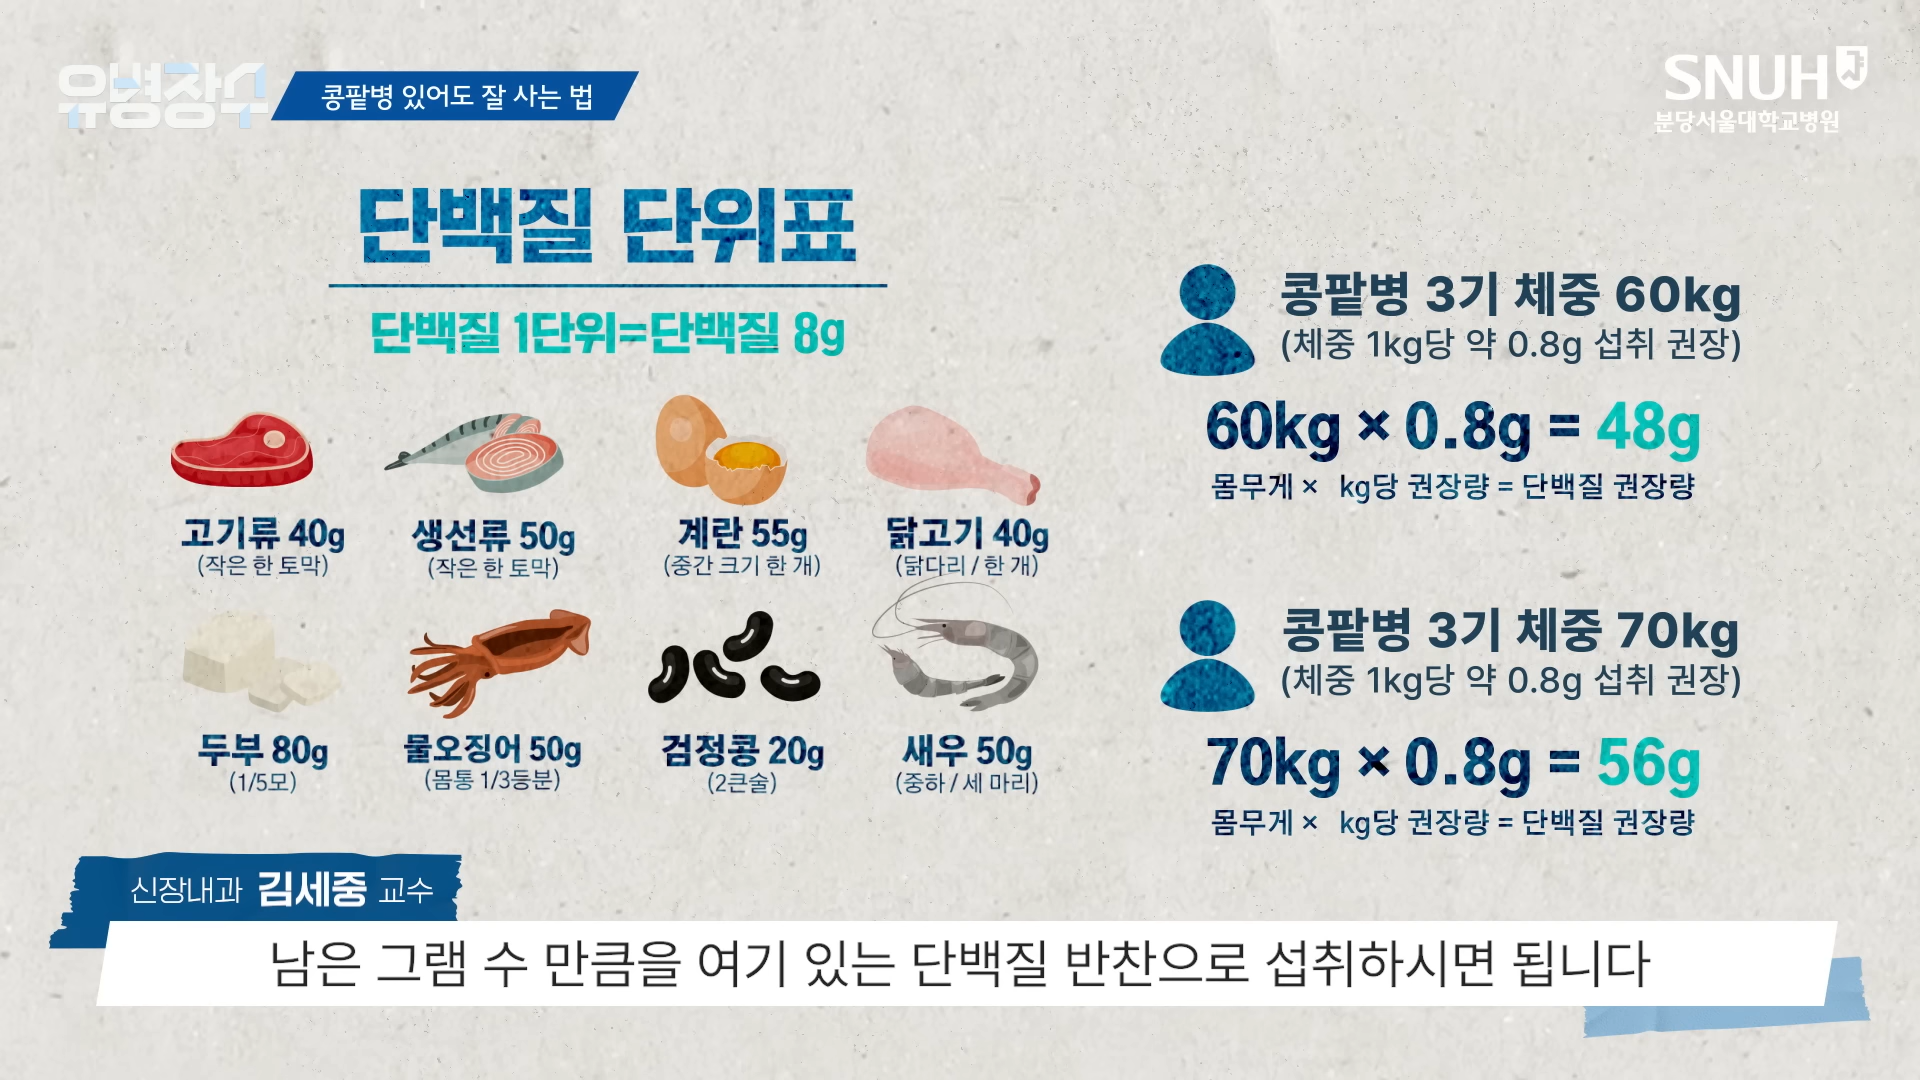 유병장수
콩팥병 있어도 잘 사는 법
SNUH
분당서울대학교병원
단백질 단위표
단백질 1단위=단백질 8g
고기류 40g
(작은 한 토막)
생선류 50g
(작은 한 토막)
계란 55g
(중간 크기 한 개)
닭고기 40g
(닭다리 / 한 개)
두부 80g
(1/5모)
물오징어 50g
(몸통 1/3등분)
검정콩 20g
(2큰술)
새우 50g
(중하 / 세 마리)
콩팥병 3기 체중 60kg
(체중 1kg당 약 0.8g 섭취 권장)
60kg × 0.8g = 48g
몸무게 × kg당 권장량 = 단백질 권장량
콩팥병 3기 체중 70kg
(체중 1kg당 약 0.8g 섭취 권장)
70kg × 0.8g = 56g
몸무게 × kg당 권장량 = 단백질 권장량
신장내과 김세중 교수
남은 그램 수 만큼을 여기 있는 단백질 반찬으로 섭취하시면 됩니다